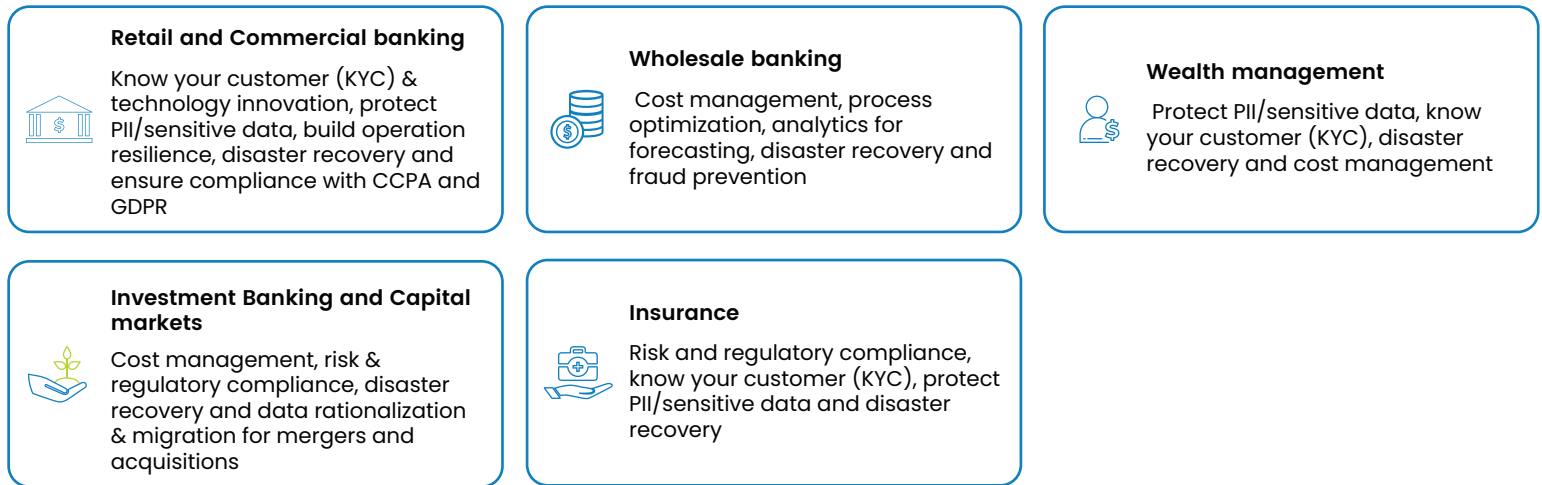 Retail and Commercial banking
Know your customer (KYC) &
technology innovation, protect
PII/sensitive data, build operation
resilience, disaster recovery and
ensure compliance with CCPA and
GDPR
Wholesale banking
Cost management, process
optimization, analytics for
forecasting, disaster recovery and
fraud prevention
Wealth management
Protect PII/sensitive data, know
your customer (KYC), disaster
recovery and cost management
Investment Banking and Capital
markets
Cost management, risk &
regulatory compliance, disaster
recovery and data rationalization
& migration for mergers and
acquisitions
Insurance
Risk and regulatory compliance,
know your customer (KYC), protect
PII/sensitive data and disaster
recovery